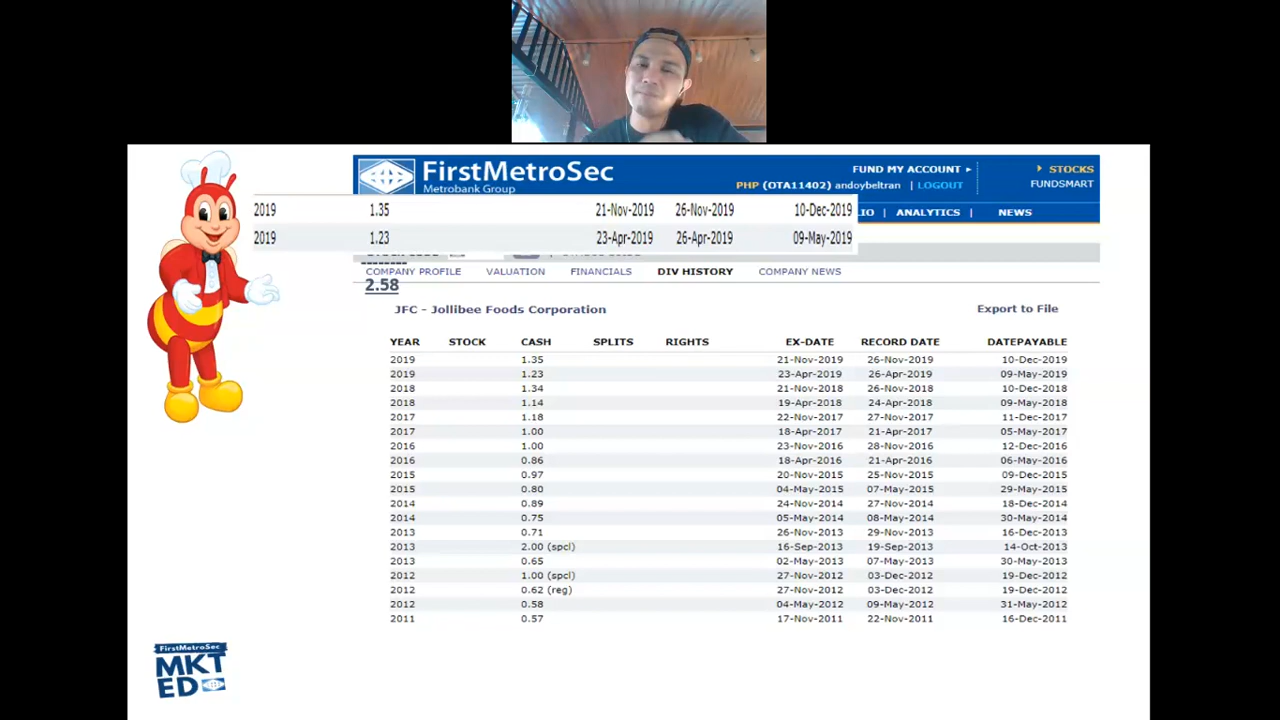 FirstMetroSec
Metrobank Group
FUND MY ACCOUNT
STOCKS
PHP (OTA11402) andoybeltran | LOGOUT
FUNDSMART
2019 1.35 21-Nov-2019 26-Nov-2019 10-Dec-2019
IO | ANALYTICS | NEWS
2019 1.23 23-Apr-2019 26-Apr-2019 09-May-2019
COMPANY PROFILE VALUATION FINANCIALS DIV HISTORY COMPANY NEWS
2.58
JFC - Jollibee Foods Corporation Export to File
YEAR STOCK CASH SPLITS RIGHTS EX-DATE RECORD DATE DATEPAYABLE
2019 1.35 21-Nov-2019 26-Nov-2019 10-Dec-2019
2019 1.23 23-Apr-2019 26-Apr-2019 09-May-2019
2018 1.34 21-Nov-2018 26-Nov-2018 10-Dec-2018
2018 1.14 19-Apr-2018 24-Apr-2018 09-May-2018
2017 1.18 22-Nov-2017 27-Nov-2017 11-Dec-2017
2017 1.00 18-Apr-2017 21-Apr-2017 05-May-2017
2016 1.00 23-Nov-2016 28-Nov-2016 12-Dec-2016
2016 0.86 18-Apr-2016 21-Apr-2016 06-May-2016
2015 0.97 20-Nov-2015 25-Nov-2015 09-Dec-2015
2015 0.80 04-May-2015 07-May-2015 29-May-2015
2014 0.89 24-Nov-2014 27-Nov-2014 18-Dec-2014
2014 0.75 05-May-2014 08-May-2014 30-May-2014
2013 0.71 26-Nov-2013 29-Nov-2013 16-Dec-2013
2013 2.00 (spcl) 16-Sep-2013 19-Sep-2013 14-Oct-2013
2013 0.65 02-May-2013 07-May-2013 30-May-2013
2012 1.00 (spcl) 27-Nov-2012 03-Dec-2012 19-Dec-2012
2012 0.62 (reg) 27-Nov-2012 03-Dec-2012 19-Dec-2012
2012 0.58 04-May-2012 09-May-2012 31-May-2012
2011 0.57 17-Nov-2011 22-Nov-2011 16-Dec-2011
FirstMetroSec
MKT
ED